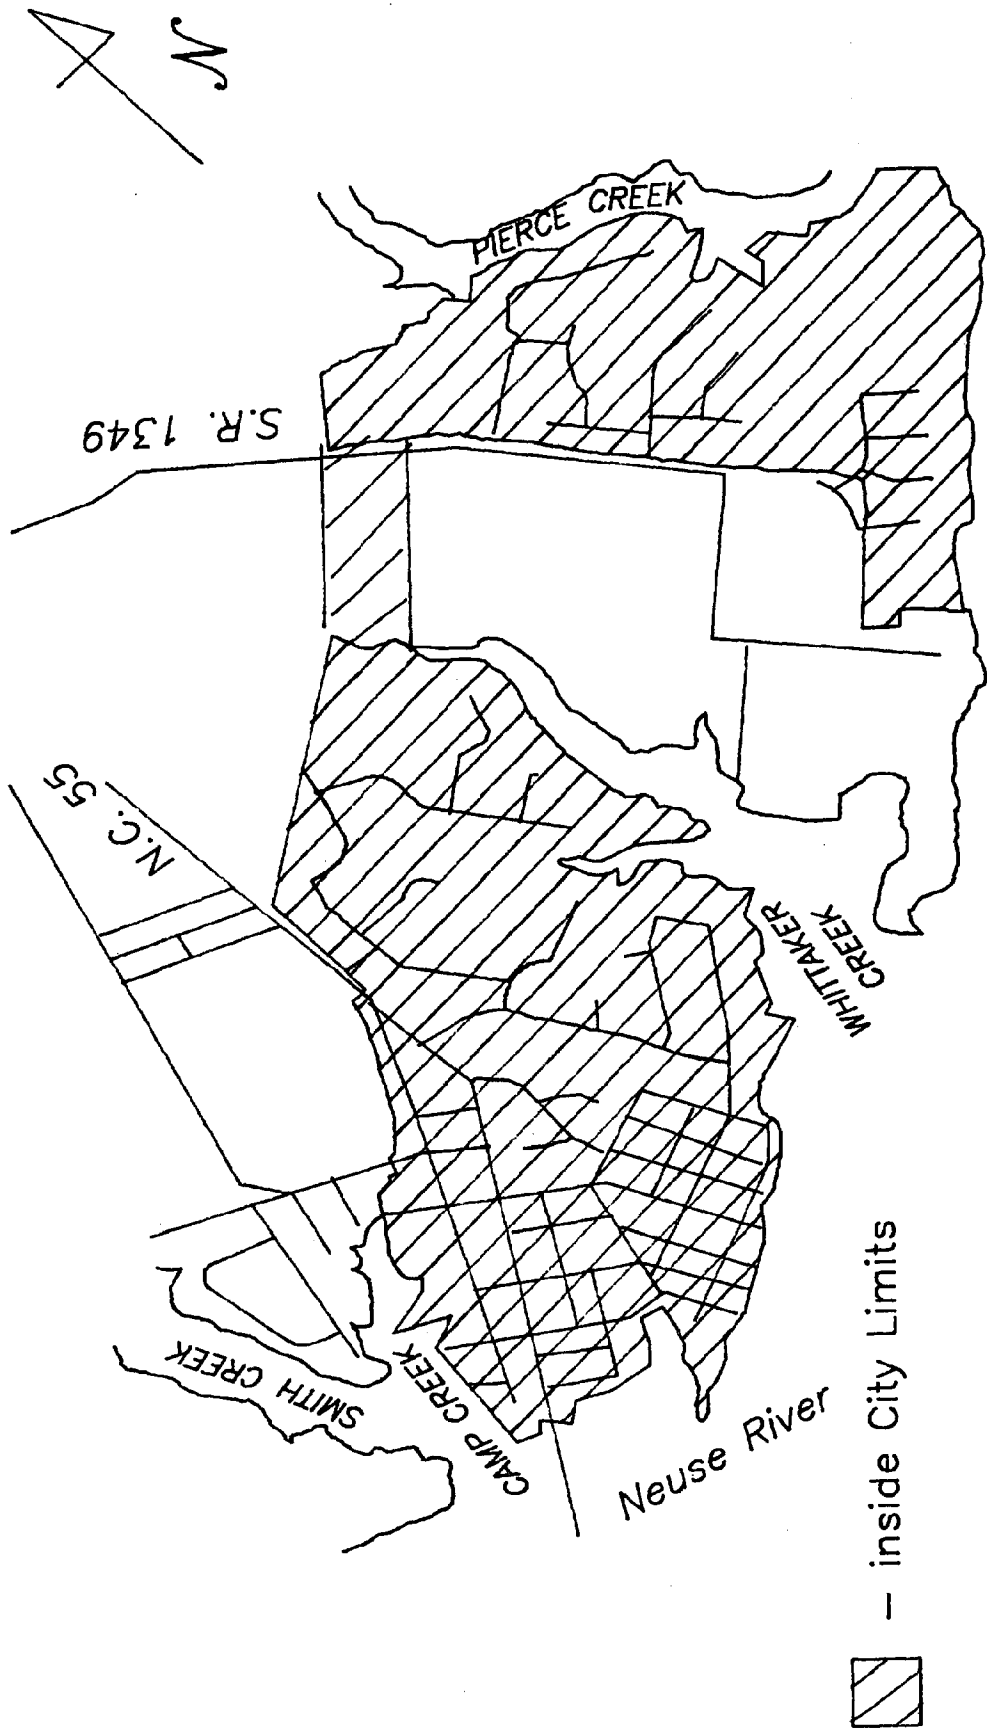 N
PIERCE CREEK
S.R. 1349
N.C. 55
WHITTAKER
CREEK
SMITH CREEK
CAMP CREEK
Neuse River
– inside City Limits